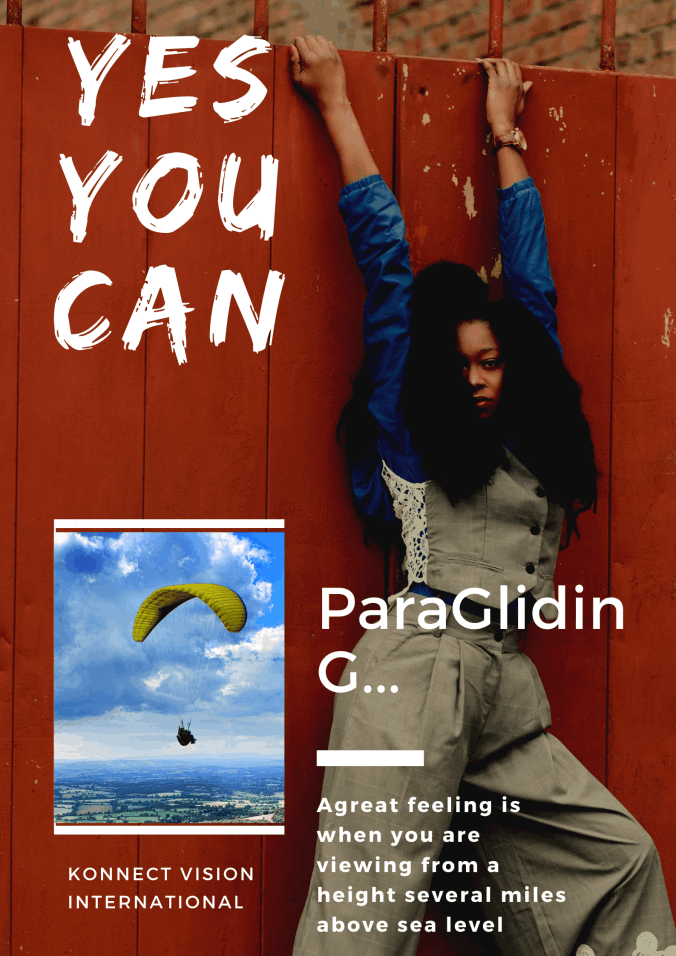 YES
YOU
CAN
ParaGlidin
G...
Agreat feeling is
when you are
viewing from a
height several miles
above sea level
KONNECT VISION
INTERNATIONAL